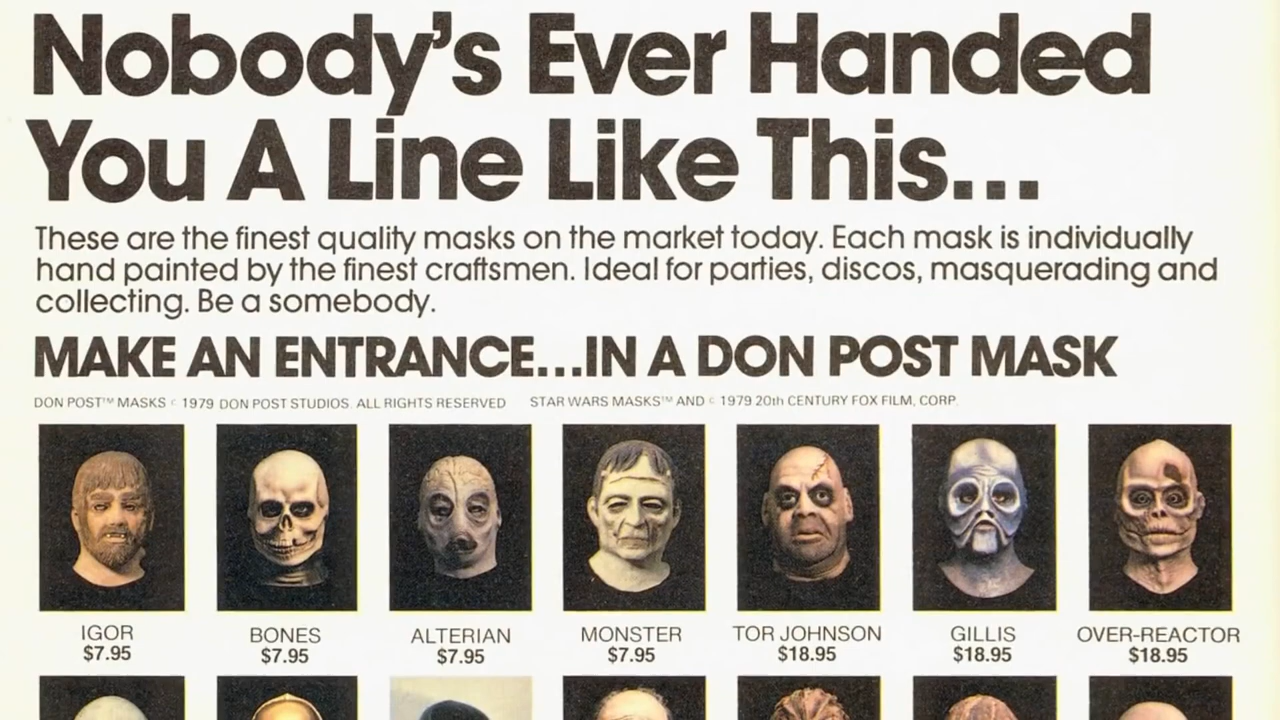 Nobody's Ever Handed
You A Line Like This...
These are the finest quality masks on the market today. Each mask is individually
hand painted by the finest craftsmen. Ideal for parties, discos, masquerading and
collecting. Be a somebody.
MAKE AN ENTRANCE...IN A DON POST MASK
DON POST™ MASKS © 1979 DON POST STUDIOS. ALL RIGHTS RESERVED STAR WARS MASKS™ AND © 1979 20th CENTURY FOX FILM, CORP.
IGOR BONES ALTERIAN MONSTER TOR JOHNSON GILLIS OVER-REACTOR
$7.95 $7.95 $7.95 $7.95 $18.95 $18.95 $18.95